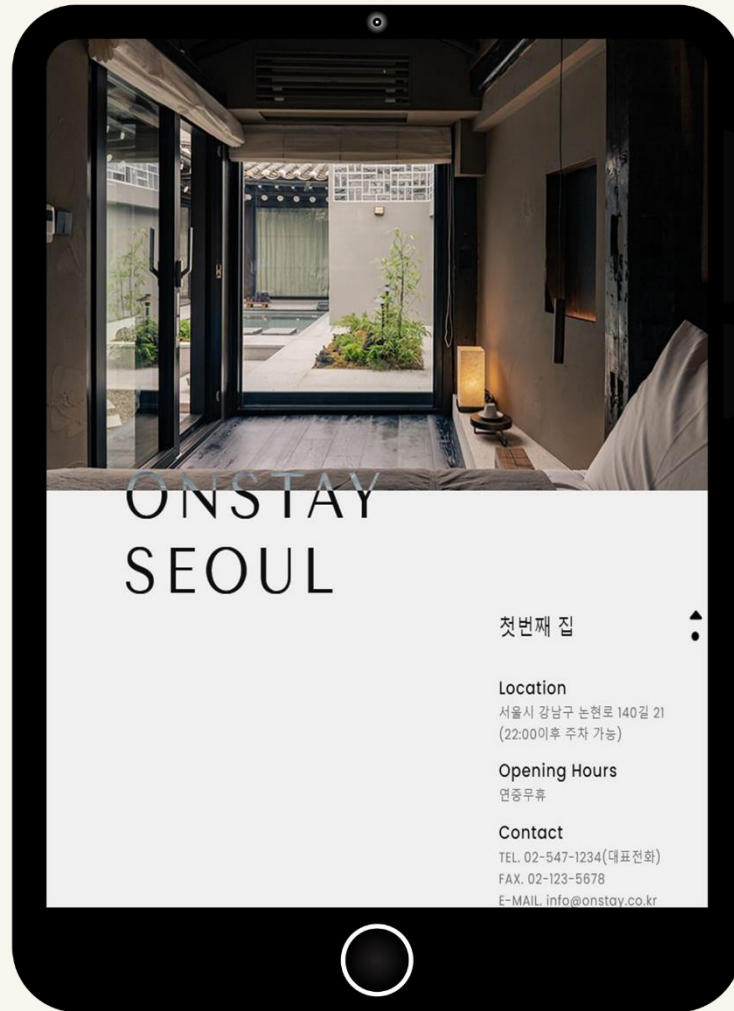 ONSTAY
SEOUL
첫번째 집
Location
서울시 강남구 논현로 140길 21
(22:00이후 주차 가능)
Opening Hours
연중무휴
Contact
TEL. 02-547-1234(대표전화)
FAX. 02-123-5678
E-MAIL. info@onstay.co.kr